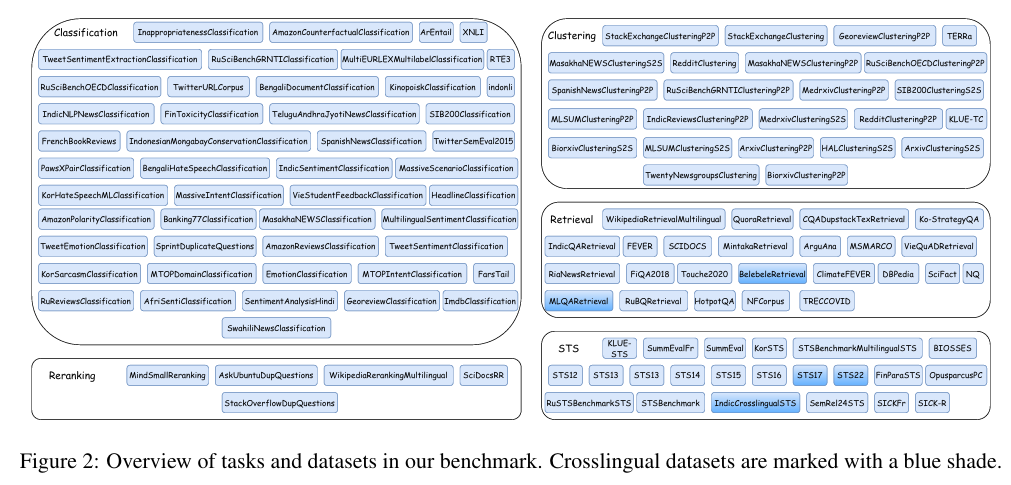 Classification InappropriatenessClassification AmazonCounterfactualClassification ArEntail XNLI
TweetSentimentExtractionClassification RuSciBenchGRNTIClassification MultiEURLEXMultilabelClassification RTE3
RuSciBenchOECDClassification TwitterURLCorpus BengaliDocumentClassification KinopoiskClassification indonli
IndicNLPNewsClassification FinToxicityClassification TeluguAndhraJyotiNewsClassification SIB200Classification
FrenchBookReviews IndonesianMongabayConservationClassification SpanishNewsClassification TwitterSemEval2015
PawsXPairClassification BengaliHateSpeechClassification IndicSentimentClassification MassiveScenarioClassification
KorHateSpeechMLClassification MassiveIntentClassification VieStudentFeedbackClassification HeadlineClassification
AmazonPolarityClassification Banking77Classification MasakhaNEWSClassification MultilingualSentimentClassification
TweetEmotionClassification SprintDuplicateQuestions AmazonReviewsClassification TweetSentimentClassification
KorSarcasmClassification MTOPDomainClassification EmotionClassification MTOPIntentClassification FarsTail
RuReviewsClassification AfriSentiClassification SentimentAnalysisHindi GeoreviewClassification ImdbClassification
SwahiliNewsClassification
Reranking MindSmallReranking AskUbuntuDupQuestions WikipediaRerankingMultilingual SciDocsRR
StackOverflowDupQuestions
Clustering StackExchangeClusteringP2P StackExchangeClustering GeoreviewClusteringP2P TERRa
MasakhaNEWSClusteringS2S RedditClustering MasakhaNEWSClusteringP2P RuSciBenchOECDClusteringP2P
SpanishNewsClusteringP2P RuSciBenchGRNTIClusteringP2P MedrxivClusteringP2P SIB200ClusteringS2S
MLSUMClusteringP2P IndicReviewsClusteringP2P MedrxivClusteringS2S RedditClusteringP2P KLUE-TC
BiorxivClusteringS2S MLSUMClusteringS2S ArxivClusteringP2P HALClusteringS2S ArxivClusteringS2S
TwentyNewsgroupsClustering BiorxivClusteringP2P
Retrieval WikipediaRetrievalMultilingual QuoraRetrieval CQADupstackTexRetrieval Ko-StrategyQA
IndicQARetrieval FEVER SCIDOCS MintakaRetrieval ArguAna MSMARCO VieQuADRetrieval
RiaNewsRetrieval FiQA2018 Touche2020 BelebeleRetrieval ClimateFEVER DBPedia SciFact NQ
MLQARetrieval RuBQRetrieval HotpotQA NFCorpus TRECCOVID
STS KLUE-STS SummEvalFr SummEval KorSTS STSBenchmarkMultilingualSTS BIOSSES
STS12 STS13 STS13 STS14 STS15 STS16 STS17 STS22 FinParaSTS OpusparcusPC
RuSTSBenchmarkSTS STSBenchmark IndicCrosslingualSTS SemRel24STS SICKFr SICK-R
Figure 2: Overview of tasks and datasets in our benchmark. Crosslingual datasets are marked with a blue shade.